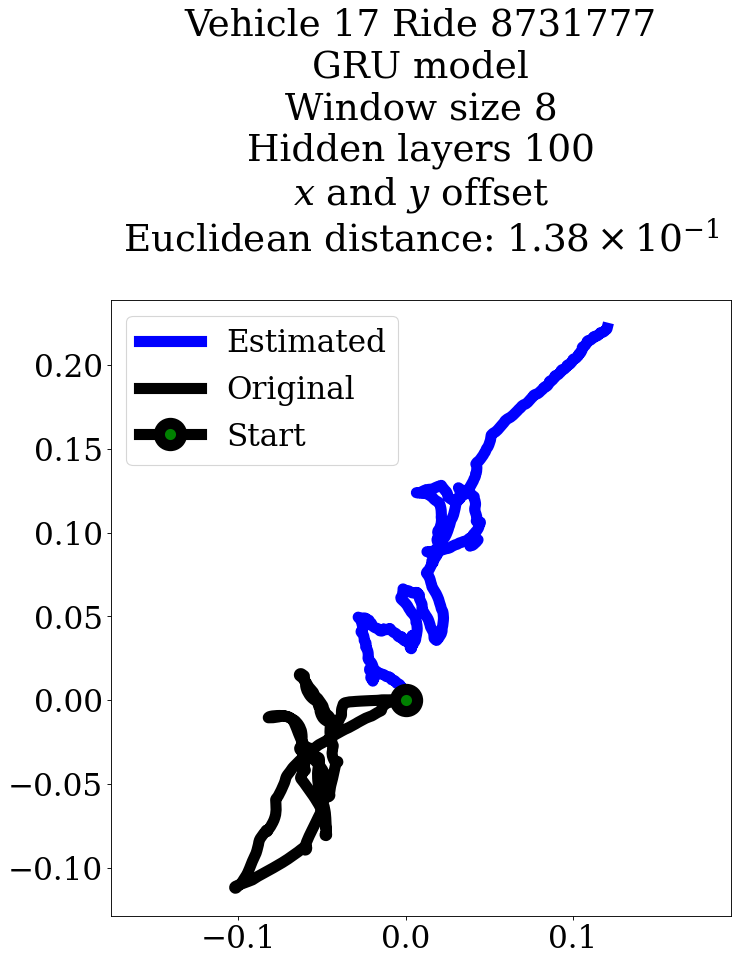 Vehicle 17 Ride 8731777
GRU model
Window size 8
Hidden layers 100
x and y offset
Euclidean distance: 1.38 × 10⁻¹
Estimated
Original
Start
0.20
0.15
0.10
0.05
0.00
−0.05
−0.10
−0.1 0.0 0.1